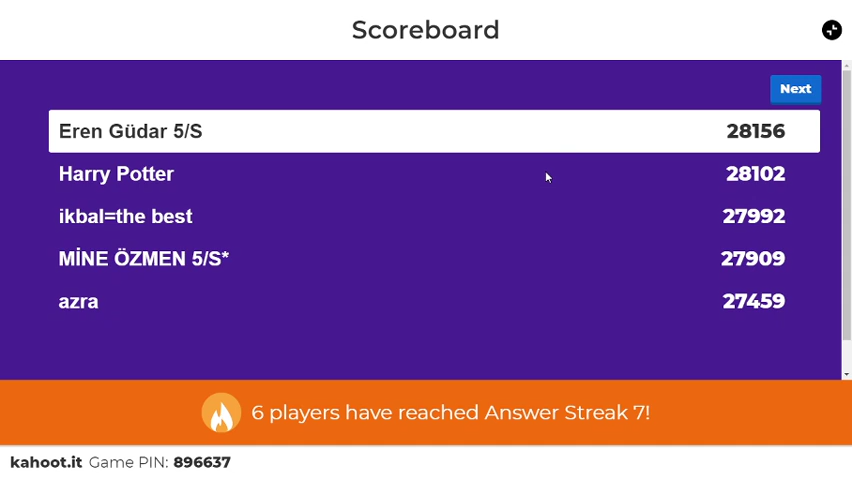 Scoreboard
Next
Eren Güdar 5/S 28156
Harry Potter 28102
ikbal=the best 27992
MİNE ÖZMEN 5/S* 27909
azra 27459
6 players have reached Answer Streak 7!
kahoot.it Game PIN: 896637